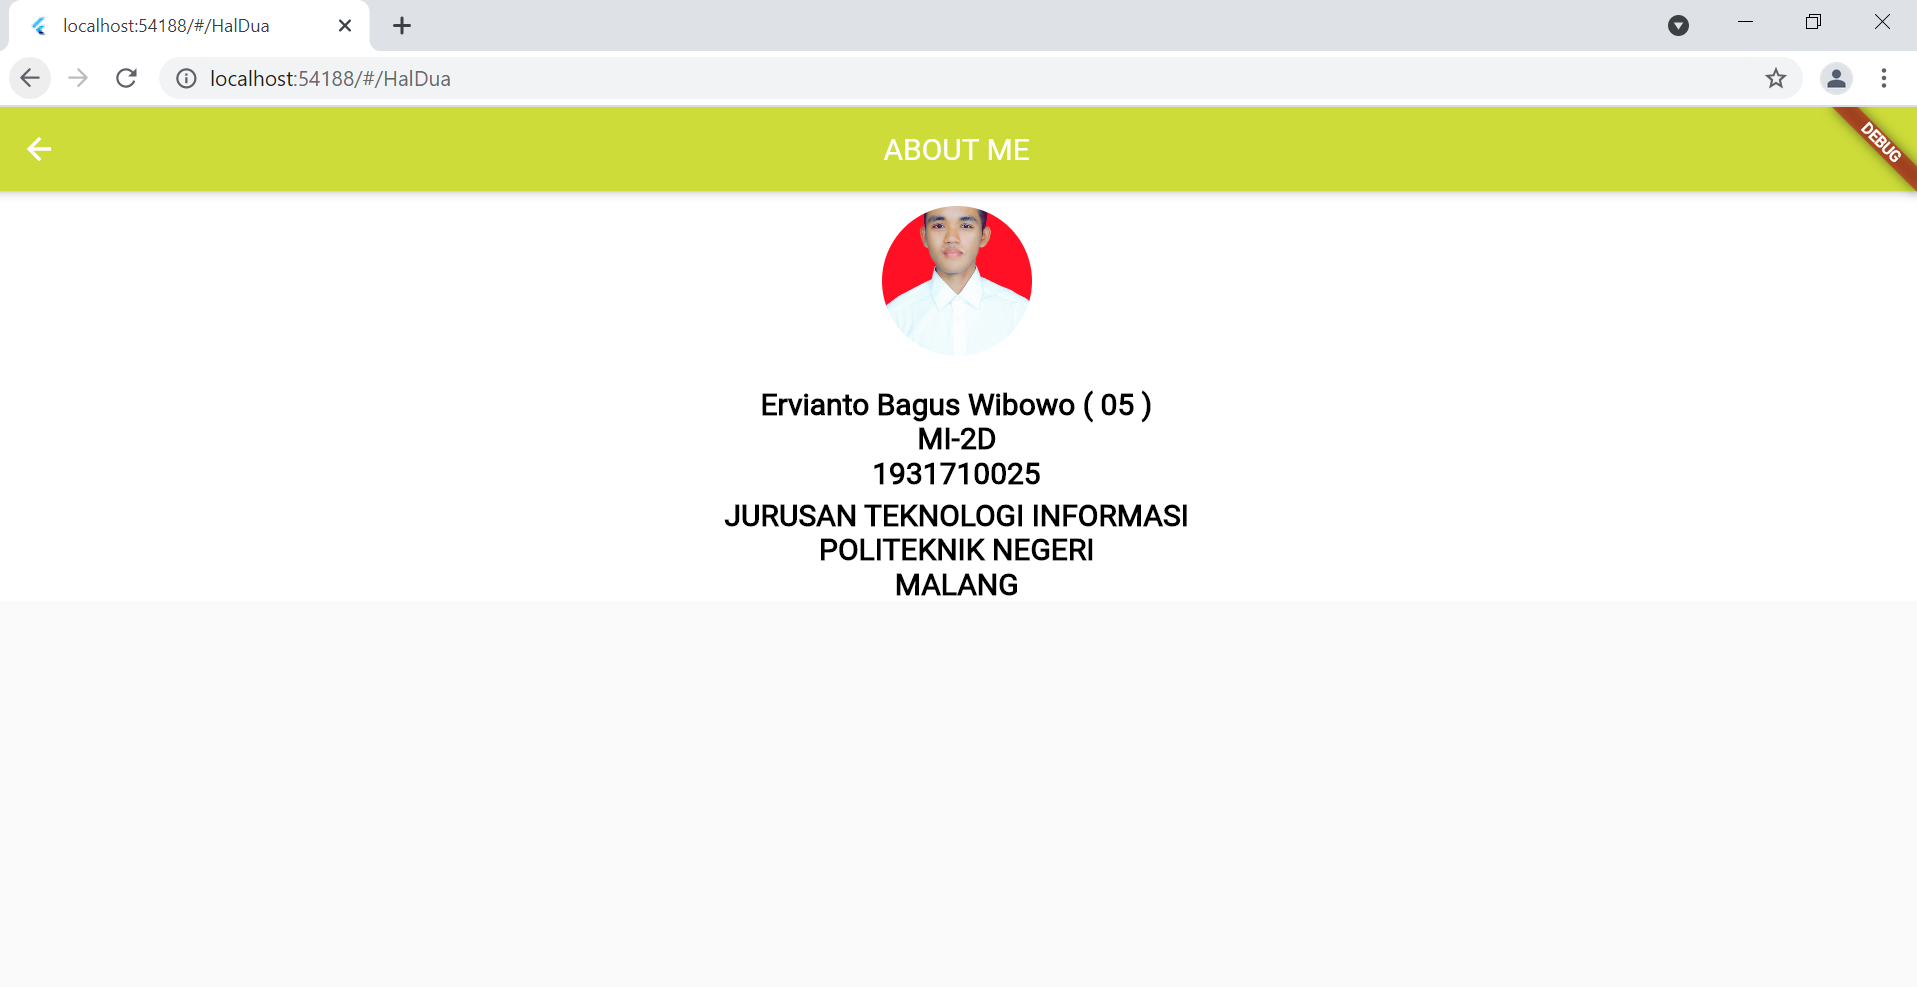 localhost:54188/#/HalDua
localhost:54188/#/HalDua
ABOUT ME
DEBUG
Ervianto Bagus Wibowo ( 05 )
MI-2D
1931710025
JURUSAN TEKNOLOGI INFORMASI
POLITEKNIK NEGERI
MALANG